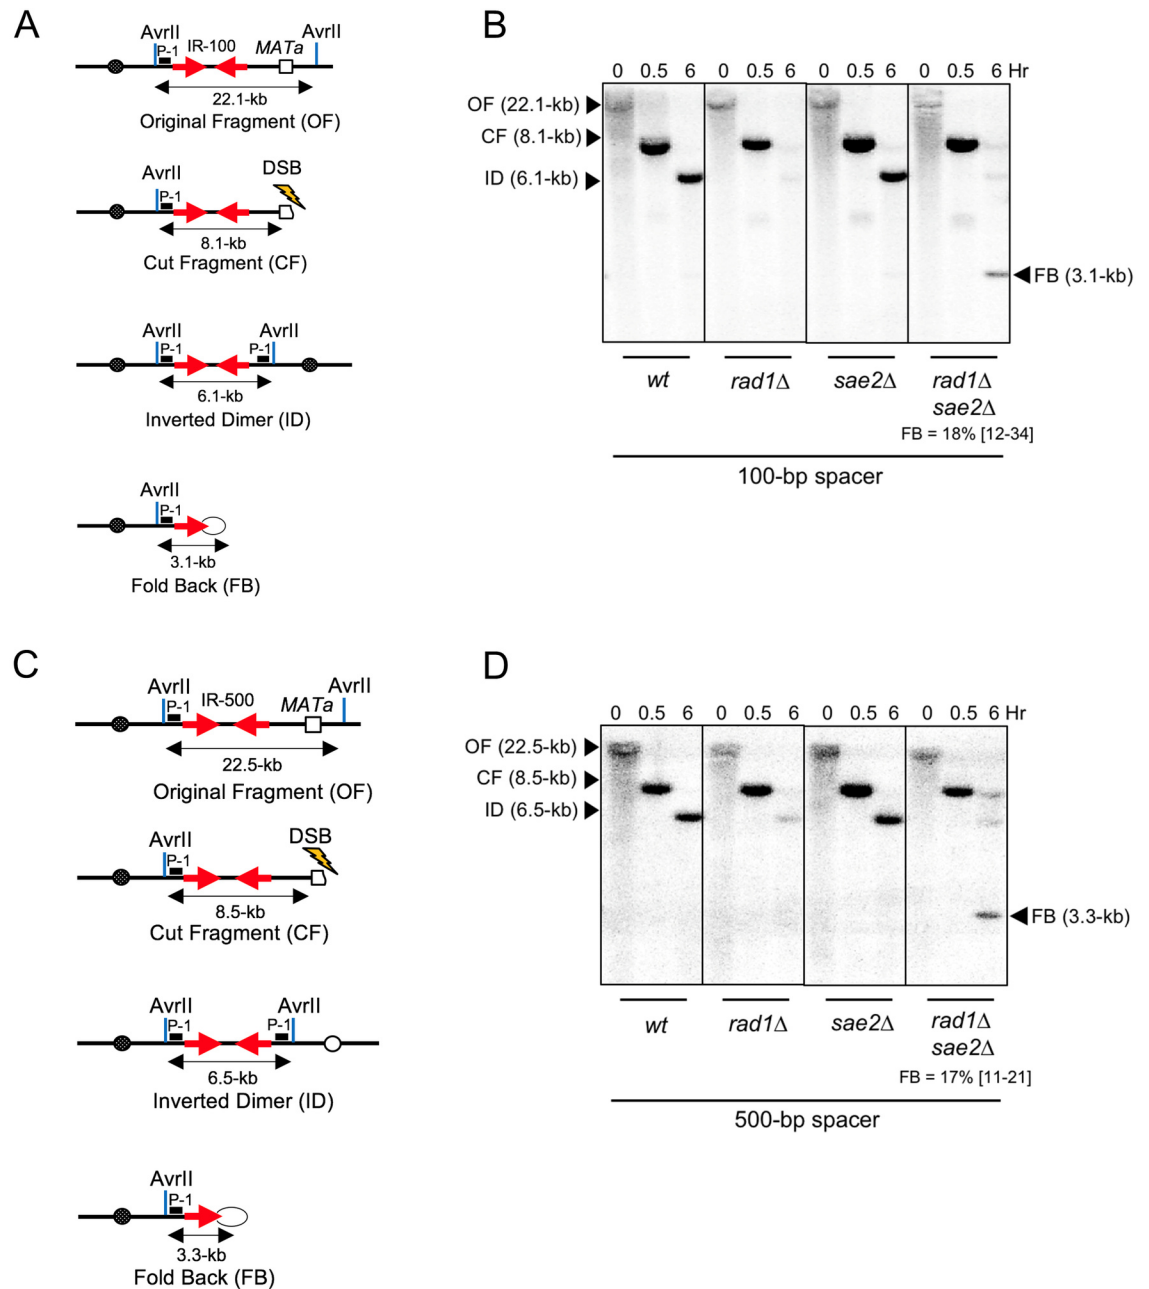 A
AvrII
AvrII
P-1
IR-100
MATa
22.1-kb
Original Fragment (OF)
AvrII
DSB
P-1
8.1-kb
Cut Fragment (CF)
AvrII
AvrII
P-1
P-1
6.1-kb
Inverted Dimer (ID)
AvrII
P-1
3.1-kb
Fold Back (FB)
B
0 0.5 6 0 0.5 6 0 0.5 6 0 0.5 6 Hr
OF (22.1-kb)
CF (8.1-kb)
ID (6.1-kb)
FB (3.1-kb)
wt rad1Δ sae2Δ rad1Δ
sae2Δ
FB = 18% [12-34]
100-bp spacer
C
AvrII
AvrII
P-1
IR-500
MATa
22.5-kb
Original Fragment (OF)
AvrII
DSB
P-1
8.5-kb
Cut Fragment (CF)
AvrII
AvrII
P-1
P-1
6.5-kb
Inverted Dimer (ID)
AvrII
P-1
3.3-kb
Fold Back (FB)
D
0 0.5 6 0 0.5 6 0 0.5 6 0 0.5 6 Hr
OF (22.5-kb)
CF (8.5-kb)
ID (6.5-kb)
FB (3.3-kb)
wt rad1Δ sae2Δ rad1Δ
sae2Δ
FB = 17% [11-21]
500-bp spacer